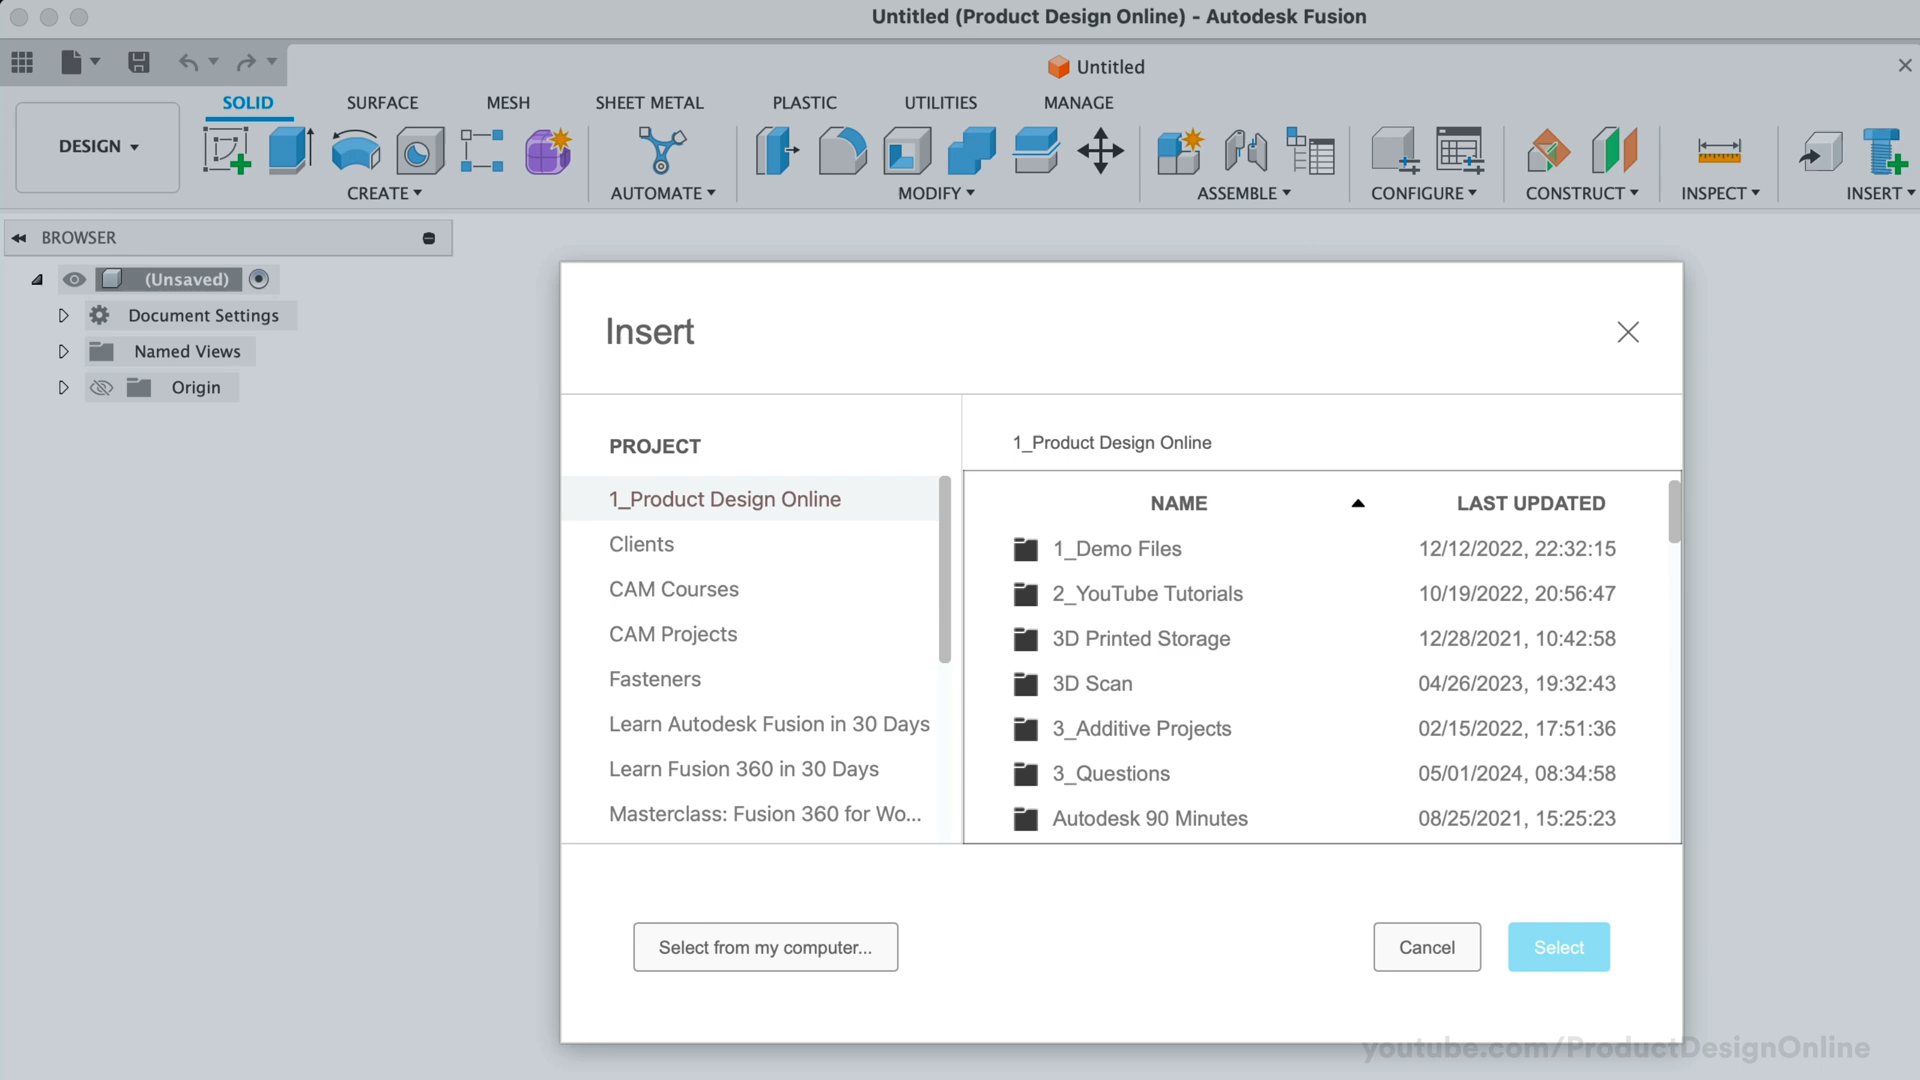 Untitled (Product Design Online) - Autodesk Fusion
Untitled
SOLID SURFACE MESH SHEET METAL PLASTIC UTILITIES MANAGE
DESIGN
CREATE AUTOMATE MODIFY ASSEMBLE CONFIGURE CONSTRUCT INSPECT INSERT
BROWSER
(Unsaved)
Document Settings
Named Views
Origin
Insert
PROJECT
1_Product Design Online
Clients
CAM Courses
CAM Projects
Fasteners
Learn Autodesk Fusion in 30 Days
Learn Fusion 360 in 30 Days
Masterclass: Fusion 360 for Wo...
1_Product Design Online
NAME LAST UPDATED
1_Demo Files 12/12/2022, 22:32:15
2_YouTube Tutorials 10/19/2022, 20:56:47
3D Printed Storage 12/28/2021, 10:42:58
3D Scan 04/26/2023, 19:32:43
3_Additive Projects 02/15/2022, 17:51:36
3_Questions 05/01/2024, 08:34:58
Autodesk 90 Minutes 08/25/2021, 15:25:23
Select from my computer... Cancel Select
youtube.com/ProductDesignOnline